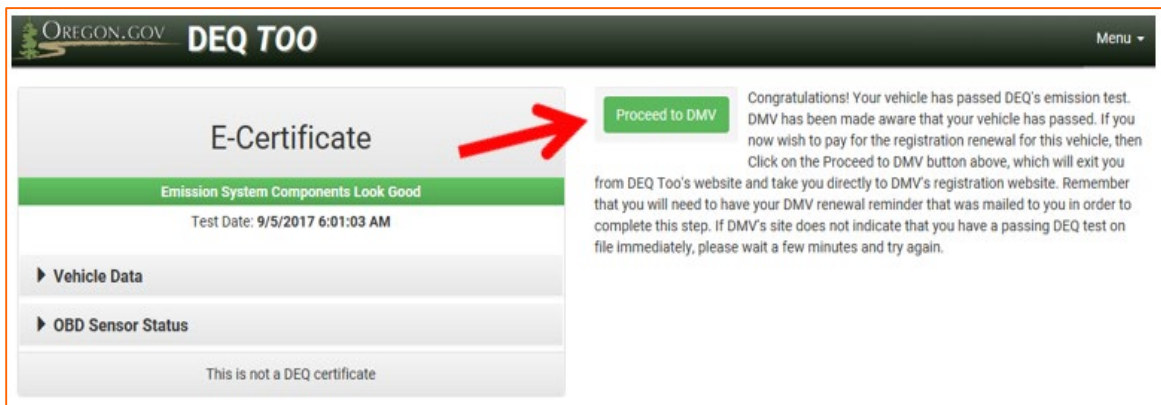 OREGON.GOV DEQ TOO
Menu
E-Certificate
Emission System Components Look Good
Test Date: 9/5/2017 6:01:03 AM
Vehicle Data
OBD Sensor Status
This is not a DEQ certificate
Proceed to DMV
Congratulations! Your vehicle has passed DEQ's emission test.
DMV has been made aware that your vehicle has passed. If you
now wish to pay for the registration renewal for this vehicle, then
Click on the Proceed to DMV button above, which will exit you
from DEQ Too's website and take you directly to DMV's registration website. Remember
that you will need to have your DMV renewal reminder that was mailed to you in order to
complete this step. If DMV's site does not indicate that you have a passing DEQ test on
file immediately, please wait a few minutes and try again.